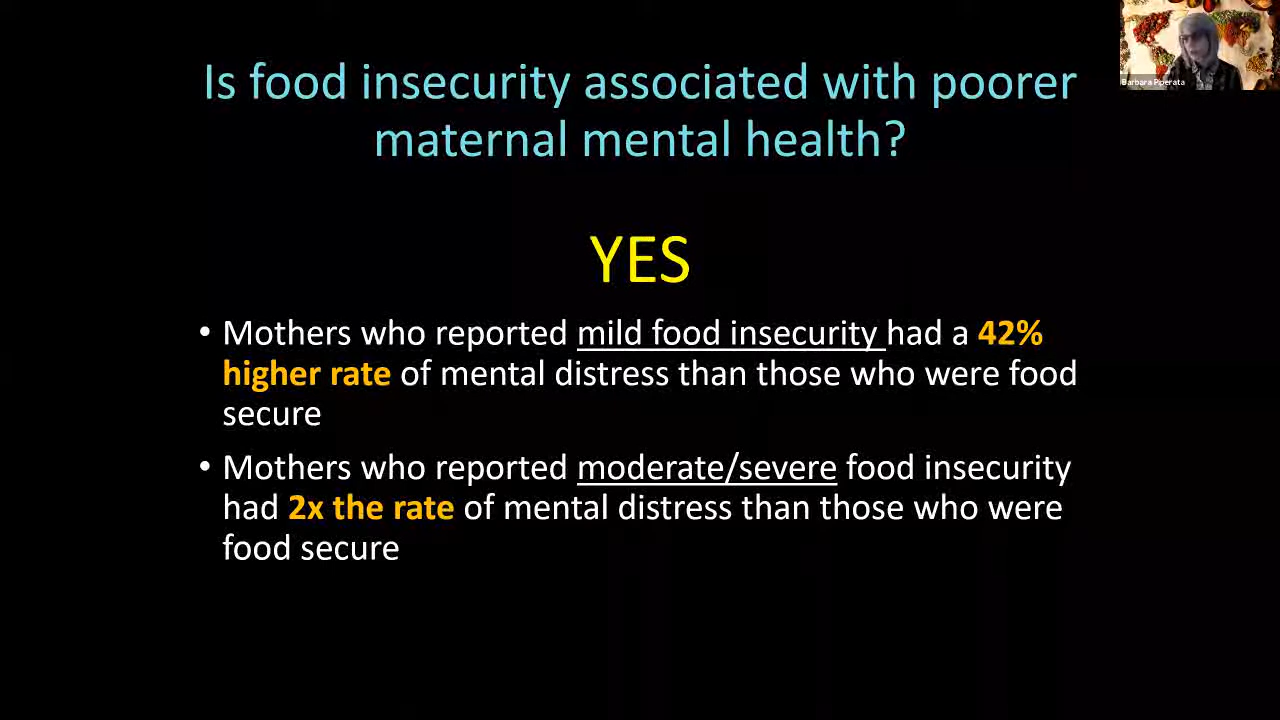 Barbara Piperata
Is food insecurity associated with poorer
maternal mental health?
YES
• Mothers who reported mild food insecurity had a 42%
higher rate of mental distress than those who were food
secure
• Mothers who reported moderate/severe food insecurity
had 2x the rate of mental distress than those who were
food secure